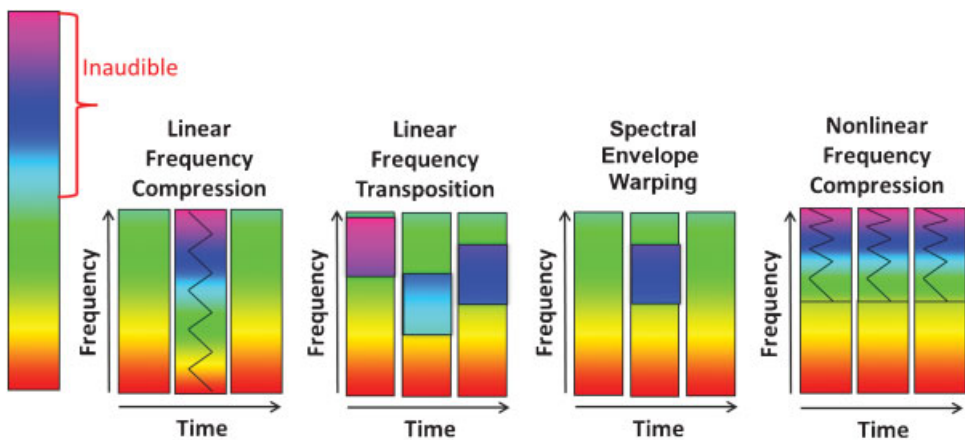 Inaudible
Linear
Frequency
Compression
Linear
Frequency
Transposition
Spectral
Envelope
Warping
Nonlinear
Frequency
Compression
Frequency
Time
Frequency
Time
Frequency
Time
Frequency
Time